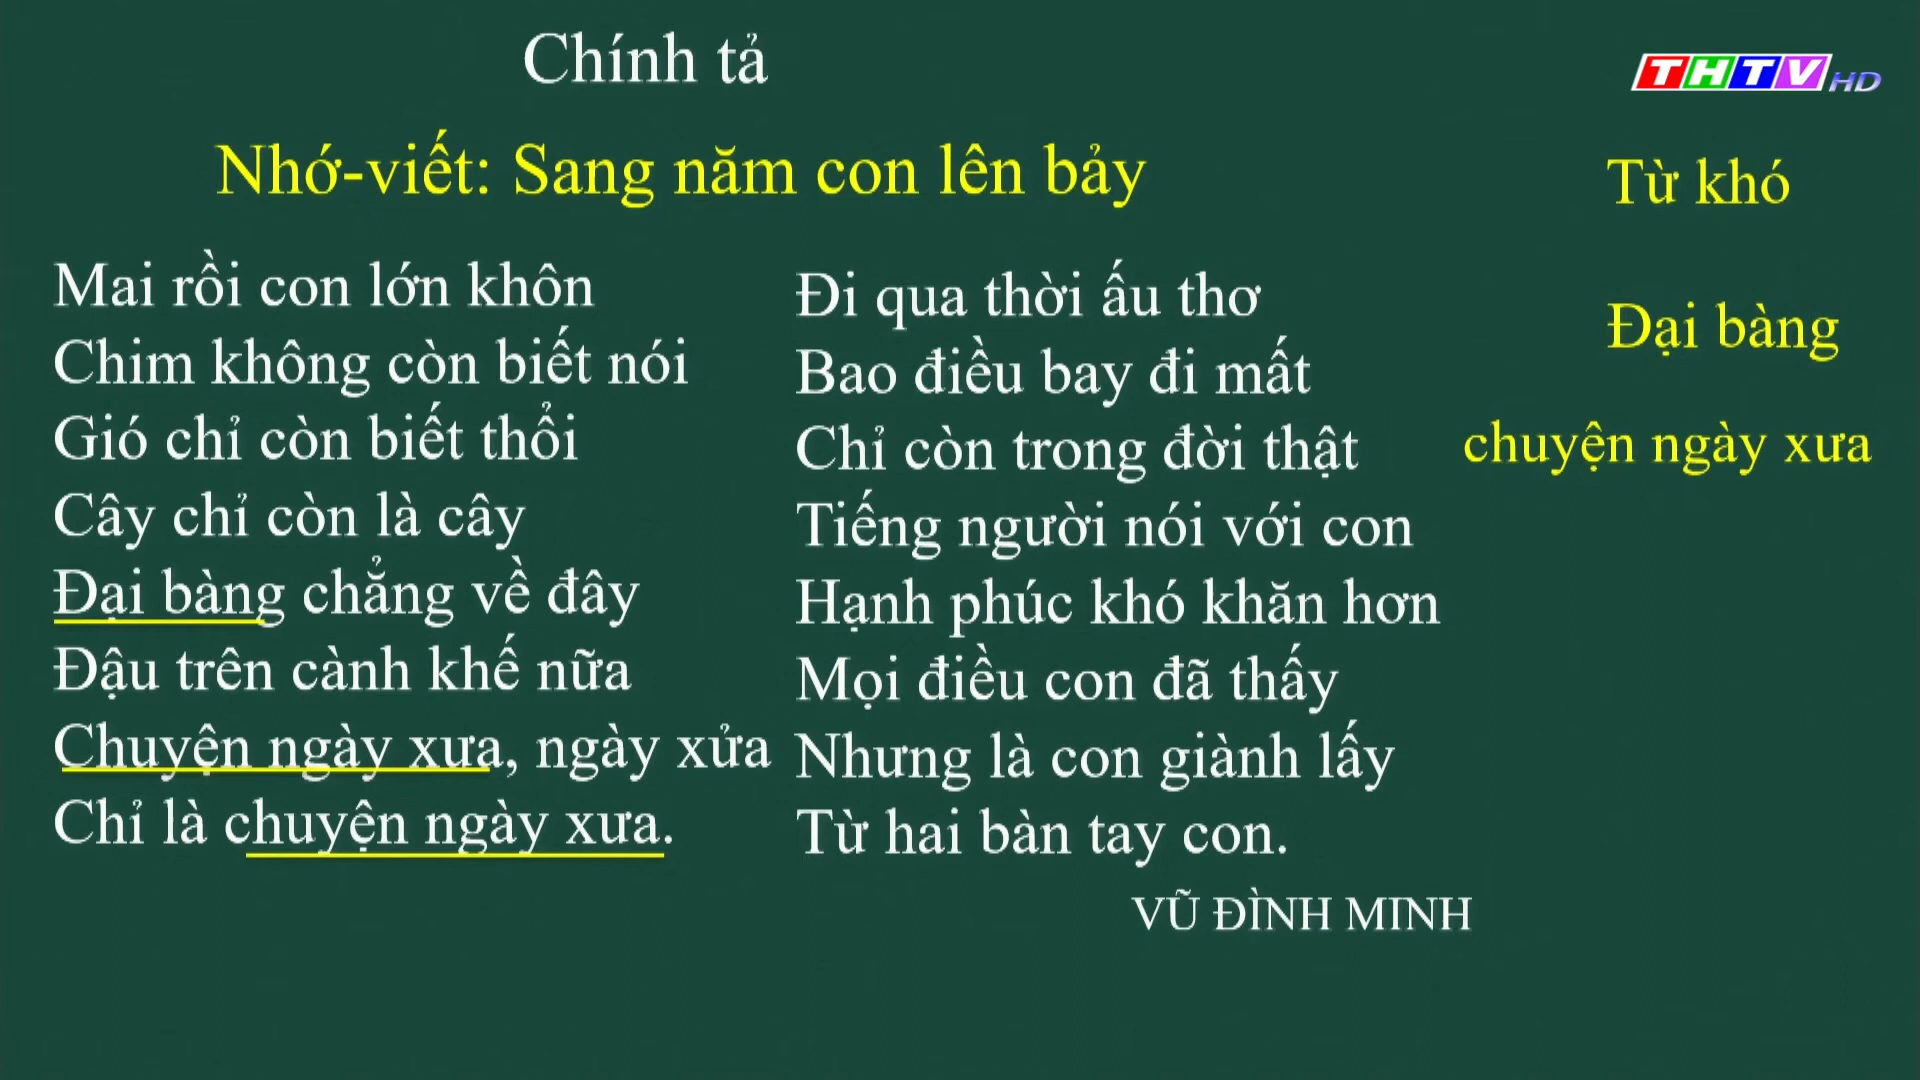 Chính tả
THTV HD
Nhớ-viết: Sang năm con lên bảy
Mai rồi con lớn khôn
Chim không còn biết nói
Gió chỉ còn biết thổi
Cây chỉ còn là cây
Đại bàng chẳng về đây
Đậu trên cành khế nữa
Chuyện ngày xưa, ngày xửa
Chỉ là chuyện ngày xưa.
Đi qua thời ấu thơ
Bao điều bay đi mất
Chỉ còn trong đời thật
Tiếng người nói với con
Hạnh phúc khó khăn hơn
Mọi điều con đã thấy
Nhưng là con giành lấy
Từ hai bàn tay con.
VŨ ĐÌNH MINH
Từ khó
Đại bàng
chuyện ngày xưa